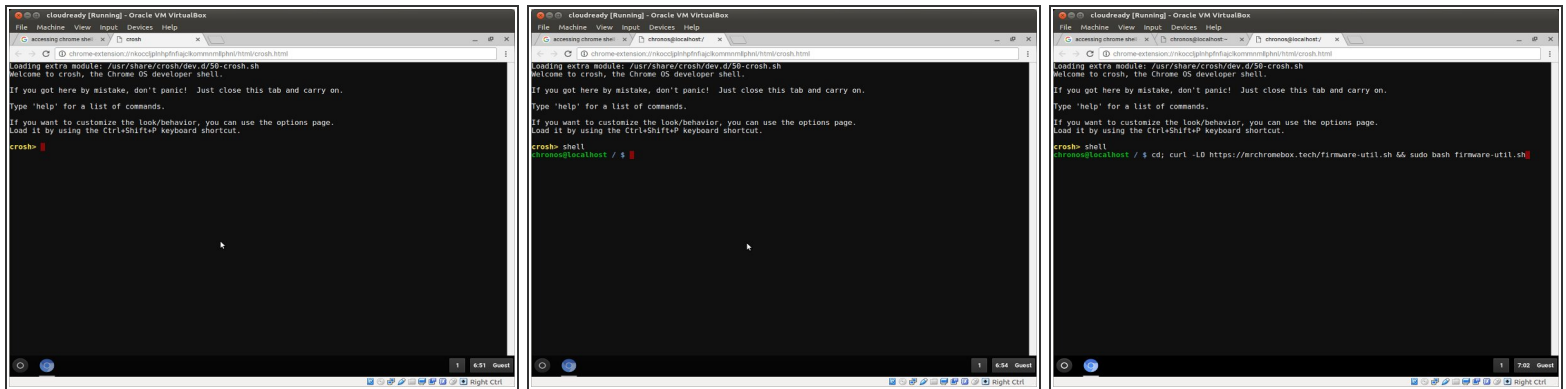 cloudready [Running] - Oracle VM VirtualBox
File Machine View Input Devices Help
accessing chrome shel
crosh
chrome-extension://nkoccljplnhpfnfiajclkommnmllphnl/html/crosh.html
Loading extra module: /usr/share/crosh/dev.d/50-crosh.sh
Welcome to crosh, the Chrome OS developer shell.
If you got here by mistake, don't panic!  Just close this tab and carry on.
Type 'help' for a list of commands.
If you want to customize the look/behavior, you can use the options page.
Load it by using the Ctrl+Shift+P keyboard shortcut.
crosh>
1 6:51 Guest
Right Ctrl
cloudready [Running] - Oracle VM VirtualBox
File Machine View Input Devices Help
accessing chrome shel
chronos@localhost:/
chrome-extension://nkoccljplnhpfnfiajclkommnmllphnl/html/crosh.html
Loading extra module: /usr/share/crosh/dev.d/50-crosh.sh
Welcome to crosh, the Chrome OS developer shell.
If you got here by mistake, don't panic!  Just close this tab and carry on.
Type 'help' for a list of commands.
If you want to customize the look/behavior, you can use the options page.
Load it by using the Ctrl+Shift+P keyboard shortcut.
crosh> shell
chronos@localhost / $
1 6:54 Guest
Right Ctrl
cloudready [Running] - Oracle VM VirtualBox
File Machine View Input Devices Help
accessing chrome shel
chronos@localhost:~
chronos@localhost:/
chrome-extension://nkoccljplnhpfnfiajclkommnmllphnl/html/crosh.html
Loading extra module: /usr/share/crosh/dev.d/50-crosh.sh
Welcome to crosh, the Chrome OS developer shell.
If you got here by mistake, don't panic!  Just close this tab and carry on.
Type 'help' for a list of commands.
If you want to customize the look/behavior, you can use the options page.
Load it by using the Ctrl+Shift+P keyboard shortcut.
crosh> shell
chronos@localhost / $ cd; curl -LO https://mrchromebox.tech/firmware-util.sh && sudo bash firmware-util.sh
1 7:02 Guest
Right Ctrl